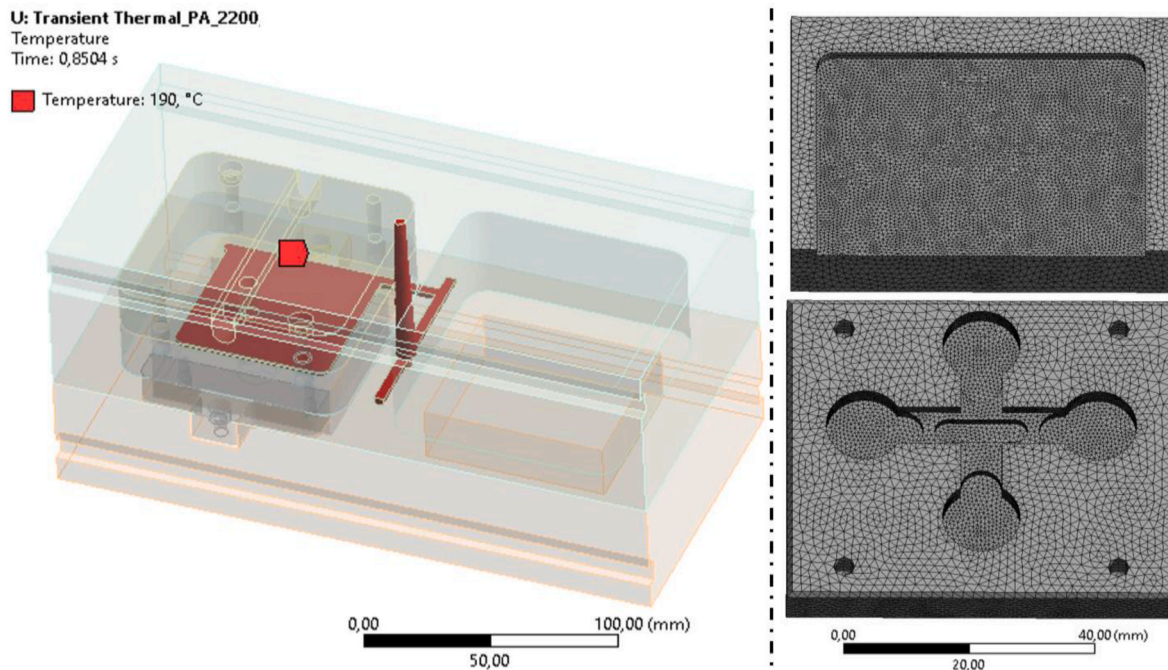 U: Transient Thermal_PA_2200
Temperature
Time: 0,8504 s
Temperature: 190, °C
0,00 100,00 (mm)
50,00
0,00 40,00 (mm)
20,00